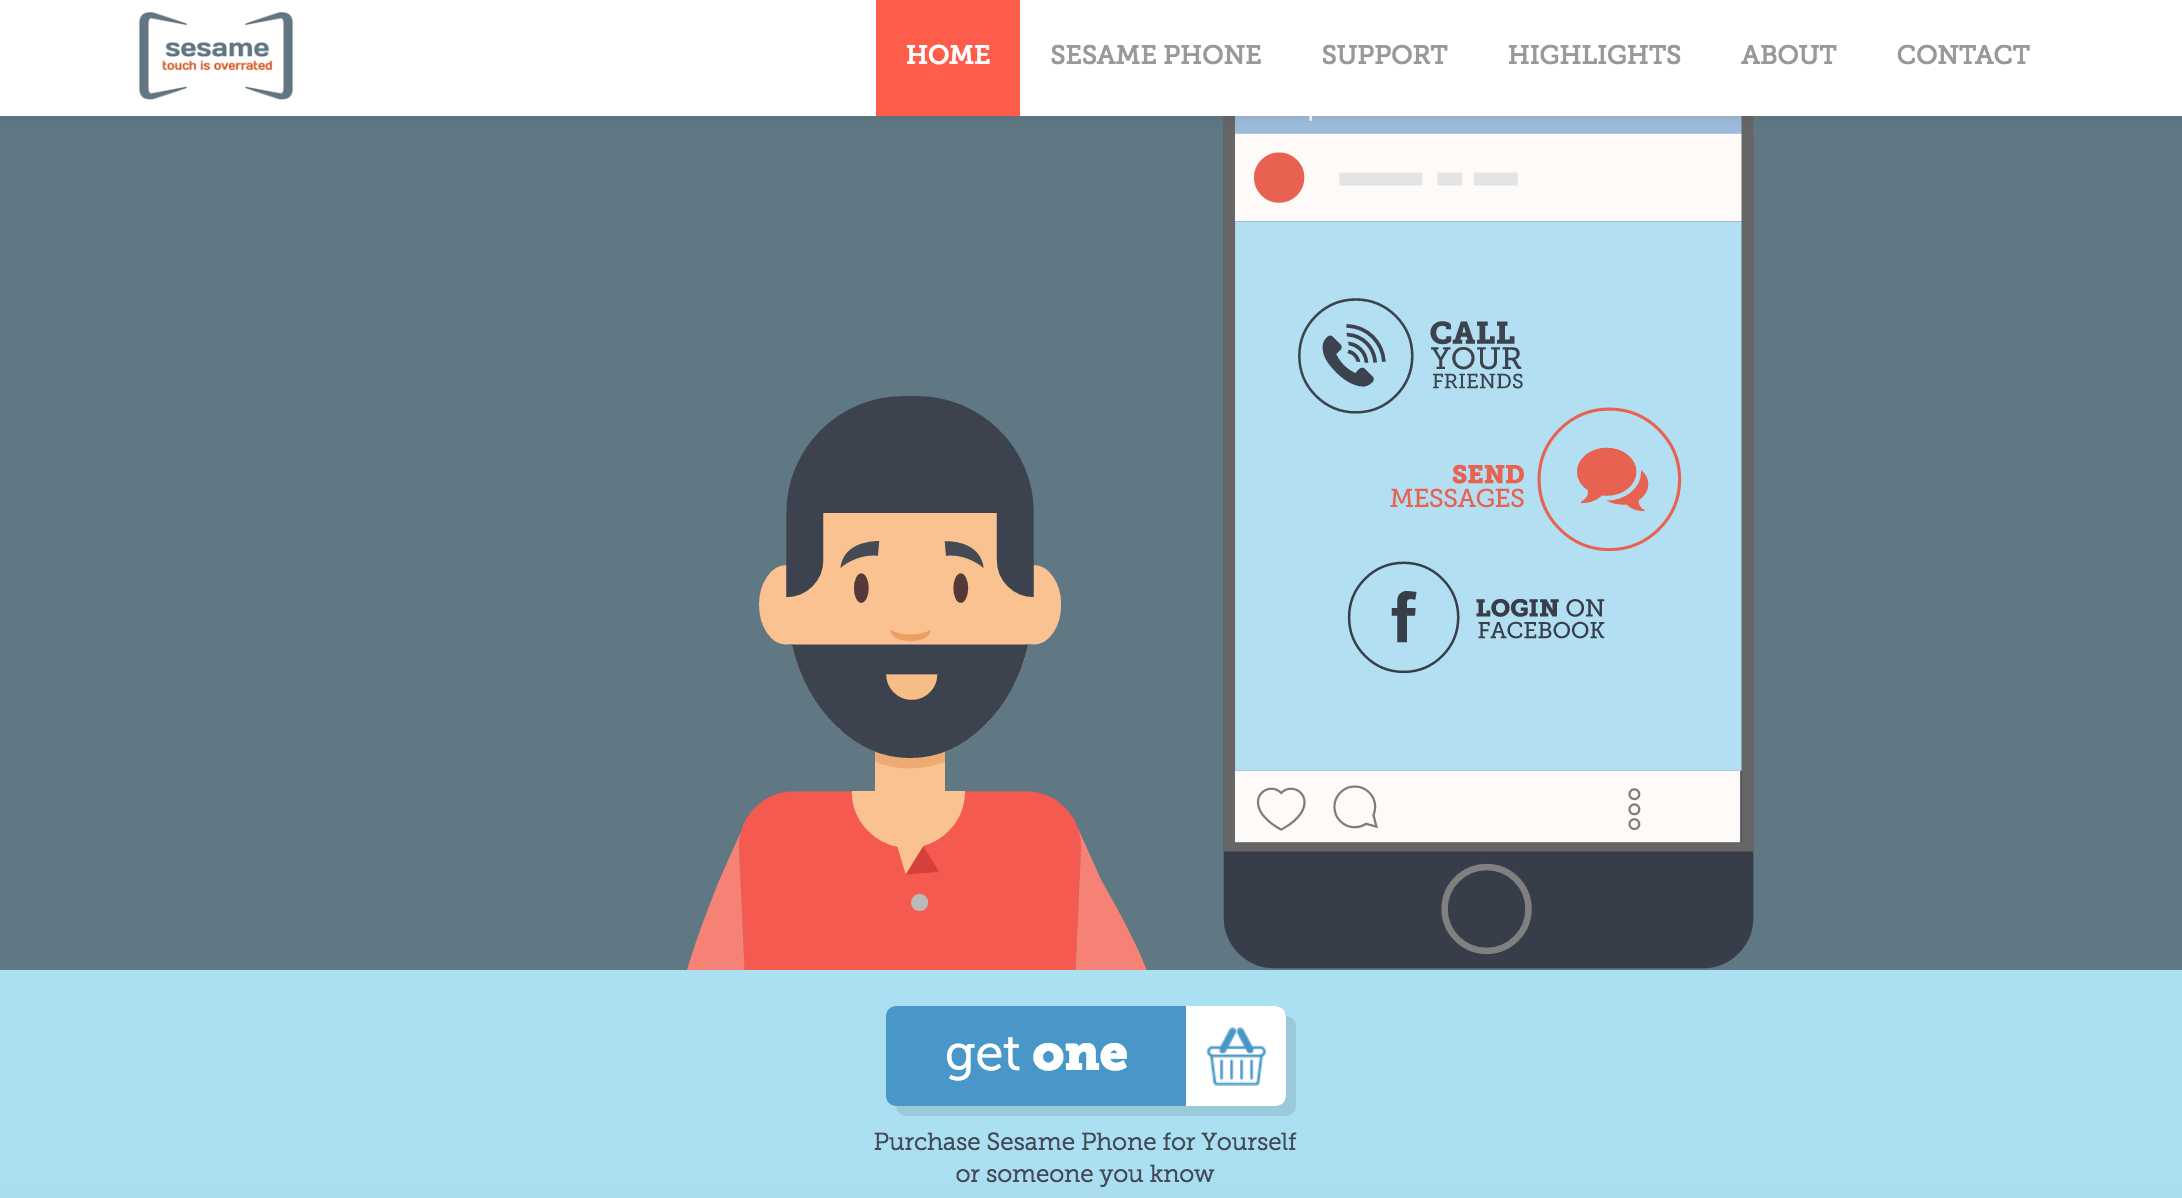 sesame
touch is overrated
HOME SESAME PHONE SUPPORT HIGHLIGHTS ABOUT CONTACT
CALL
YOUR
FRIENDS
SEND
MESSAGES
LOGIN ON
FACEBOOK
get one
Purchase Sesame Phone for Yourself
or someone you know